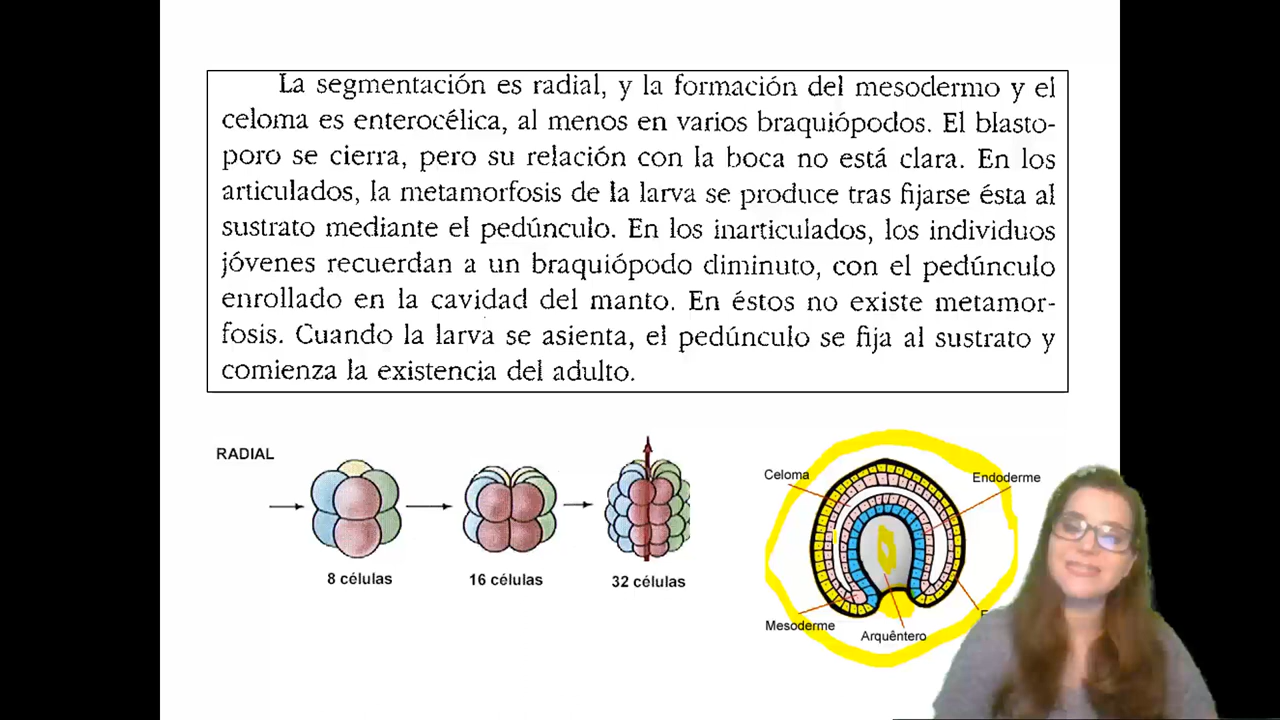 La segmentación es radial, y la formación del mesodermo y el
celoma es enterocélica, al menos en varios braquiópodos. El blasto-
poro se cierra, pero su relación con la boca no está clara. En los
articulados, la metamorfosis de la larva se produce tras fijarse ésta al
sustrato mediante el pedúnculo. En los inarticulados, los individuos
jóvenes recuerdan a un braquiópodo diminuto, con el pedúnculo
enrollado en la cavidad del manto. En éstos no existe metamor-
fosis. Cuando la larva se asienta, el pedúnculo se fija al sustrato y
comienza la existencia del adulto.
RADIAL
8 células
16 células
32 células
Celoma
Endoderme
Mesoderme
Arquêntero